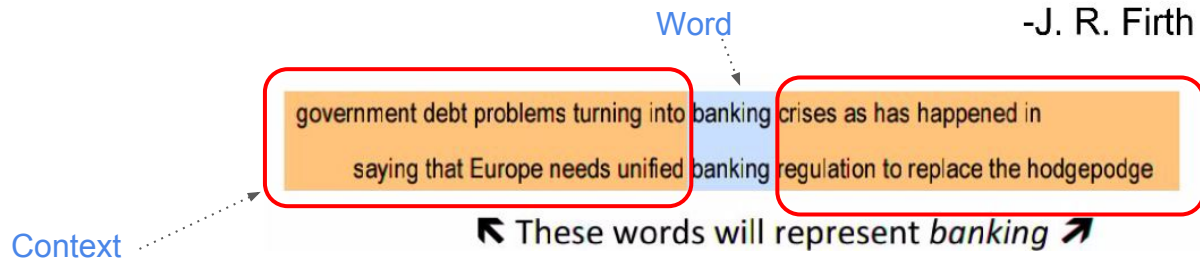 Word
-J. R. Firth
government debt problems turning into banking crises as has happened in
saying that Europe needs unified banking regulation to replace the hodgepodge
↖ These words will represent banking ↗
Context